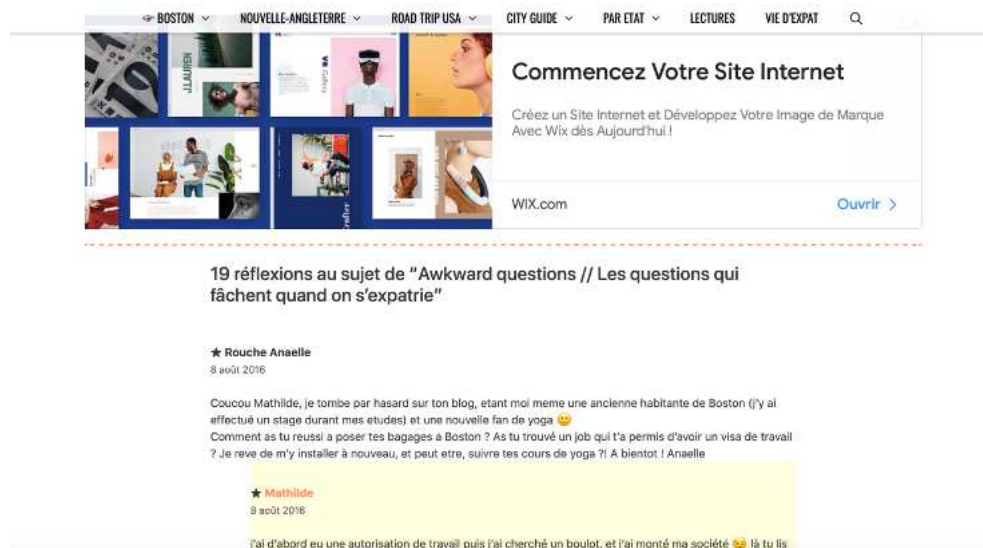 ☞ BOSTON NOUVELLE-ANGLETERRE ROAD TRIP USA CITY GUIDE PAR ETAT LECTURES VIE D'EXPAT
J.LAUREN
VR Gallery
Crafter
Commencez Votre Site Internet
Créez un Site Internet et Développez Votre Image de Marque
Avec Wix dès Aujourd'hui !
WIX.com
Ouvrir >
19 réflexions au sujet de “Awkward questions // Les questions qui
fâchent quand on s’expatrie”
★ Rouche Anaelle
8 août 2016
Coucou Mathilde, je tombe par hasard sur ton blog, etant moi meme une ancienne habitante de Boston (j’y ai
effectué un stage durant mes etudes) et une nouvelle fan de yoga 🙂
Comment as tu reussi a poser tes bagages a Boston ? As tu trouvé un job qui t’a permis d’avoir un visa de travail
? Je reve de m’y installer à nouveau, et peut etre, suivre tes cours de yoga ?! A bientot ! Anaelle
★ Mathilde
8 août 2016
j’ai d’abord eu une autorisation de travail puis j’ai cherché un boulot, et j’ai monté ma société 😉 là tu lis